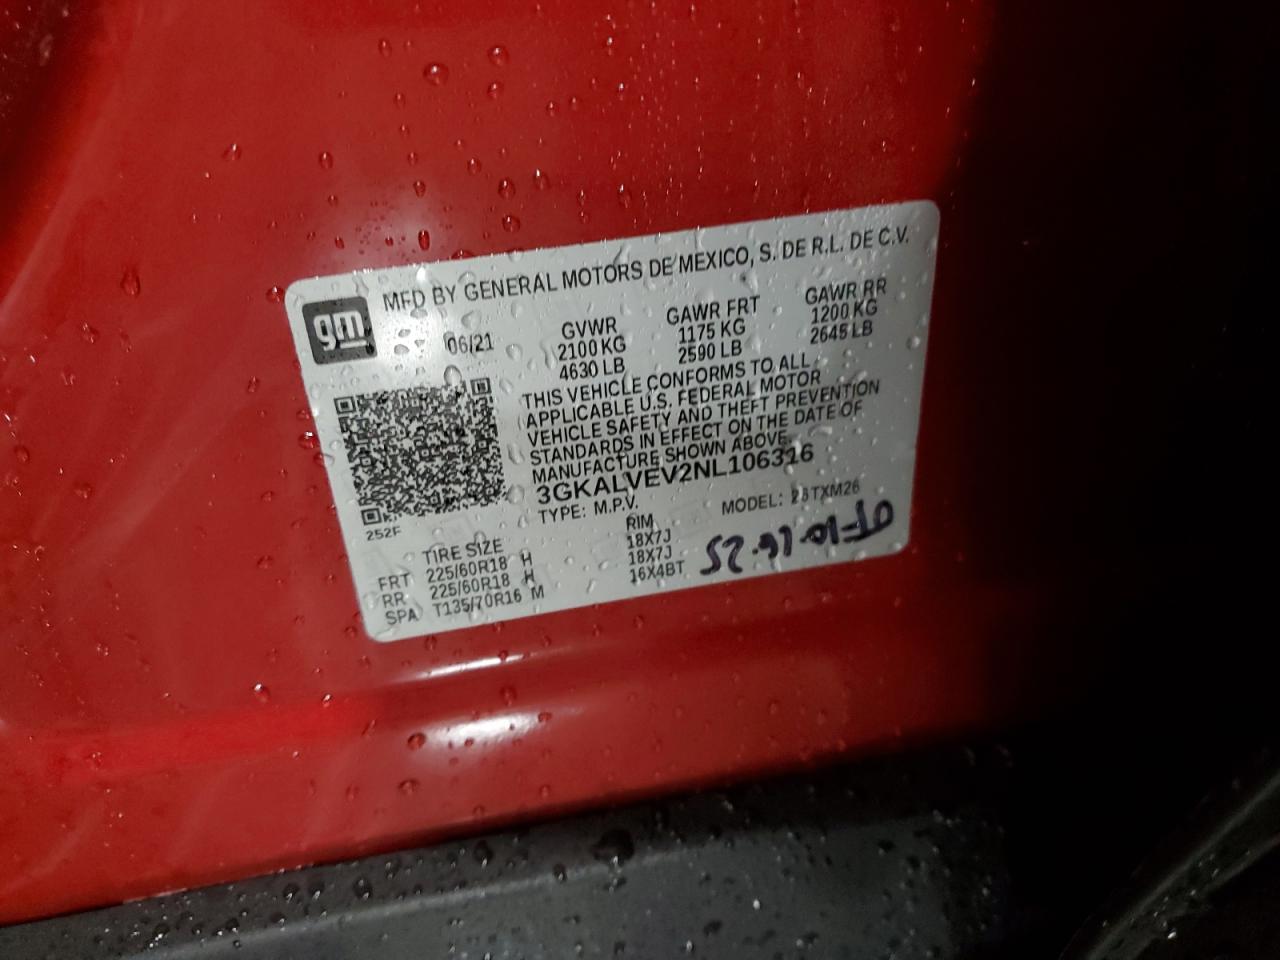 gm
MFD BY GENERAL MOTORS DE MEXICO, S. DE R.L. DE C.V.
06/21 GVWR GAWR FRT GAWR RR
2100 KG 1175 KG 1200 KG
4630 LB 2590 LB 2645 LB
THIS VEHICLE CONFORMS TO ALL
APPLICABLE U.S. FEDERAL MOTOR
VEHICLE SAFETY AND THEFT PREVENTION
STANDARDS IN EFFECT ON THE DATE OF
MANUFACTURE SHOWN ABOVE.
3GKALVEV2NL106316
TYPE: M.P.V. MODEL:
252F
TIRE SIZE RIM
FRT 225/60R18 H 18X7J
RR 225/60R18 H 18X7J
SPA T135/70R16 M 16X4BT